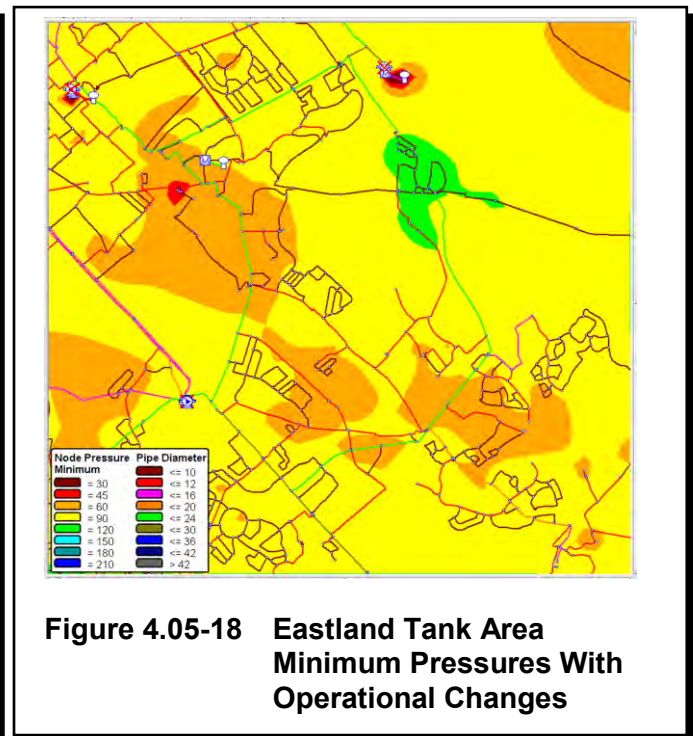 Node Pressure Minimum
= 30
= 45
= 60
= 90
= 120
= 150
= 180
= 210
Pipe Diameter
<= 10
<= 12
<= 16
<= 20
<= 24
<= 30
<= 36
<= 42
> 42
M
Figure 4.05-18 Eastland Tank Area
Minimum Pressures With
Operational Changes